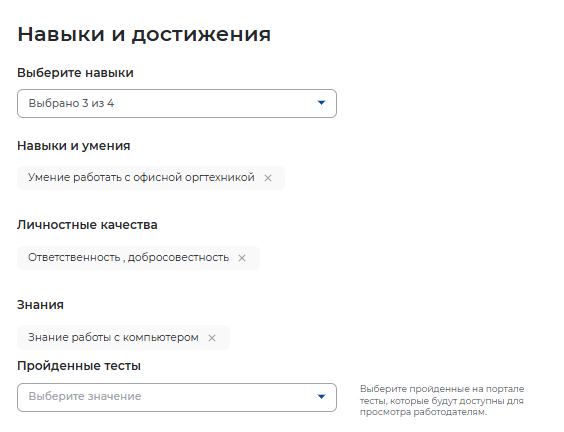 Навыки и достижения
Выберите навыки
Выбрано 3 из 4
Навыки и умения
Умение работать с офисной оргтехникой ×
Личностные качества
Ответственность , добросовестность ×
Знания
Знание работы с компьютером ×
Пройденные тесты
Выберите значение
Выберите пройденные на портале
тесты, которые будут доступны для
просмотра работодателям.